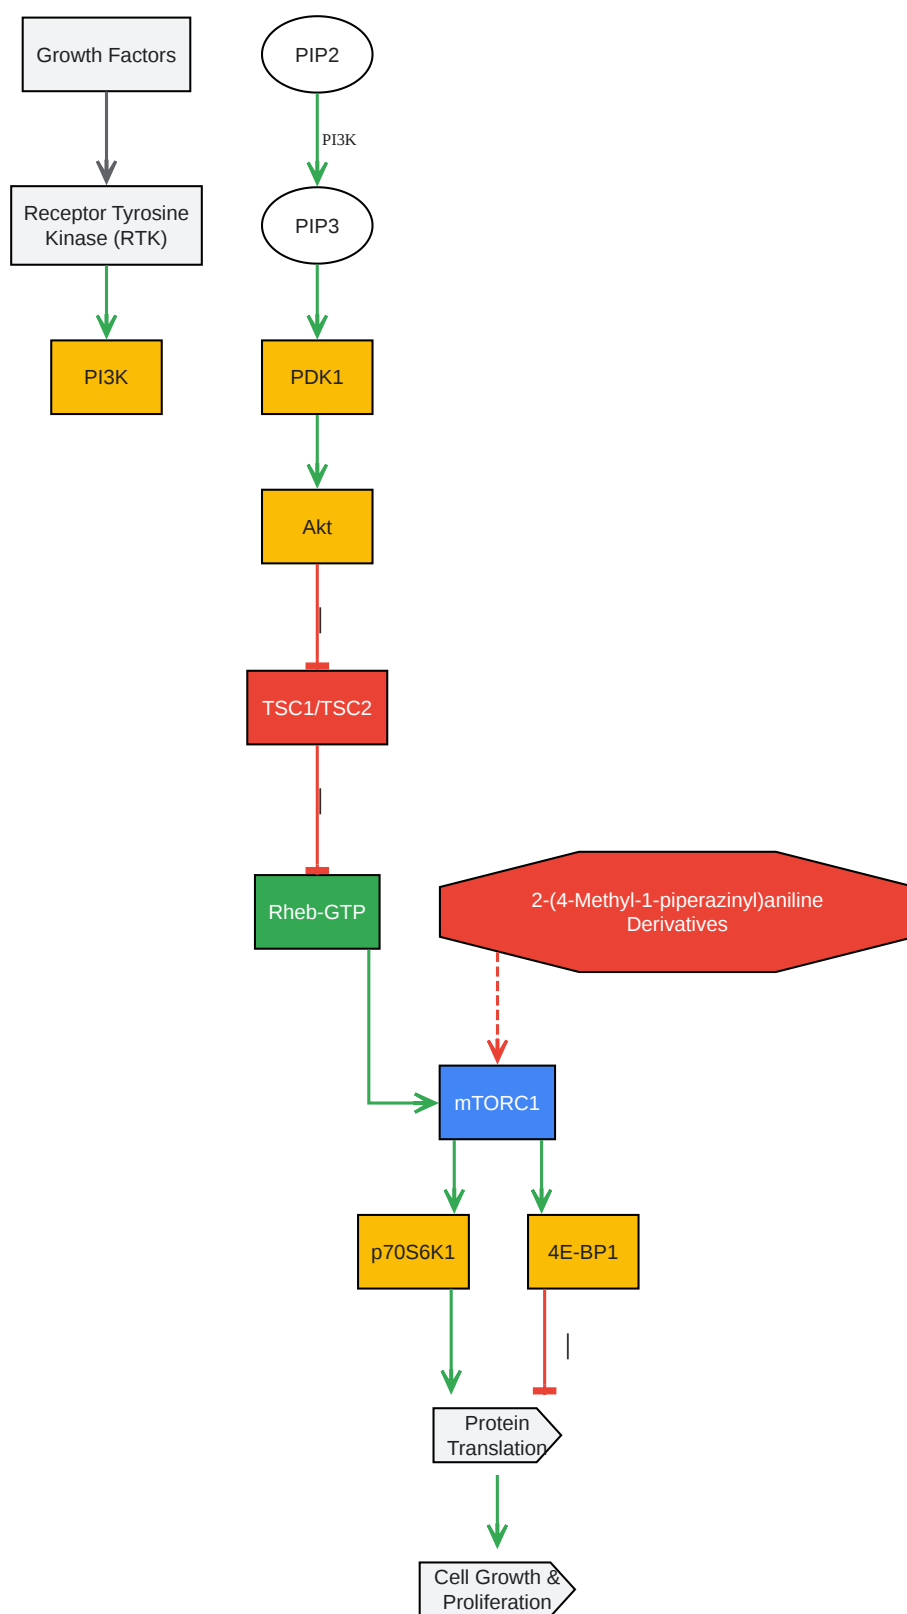 Growth Factors
PIP2
PI3K
Receptor Tyrosine
Kinase (RTK)
PIP3
PI3K
PDK1
Akt
|
TSC1/TSC2
|
2-(4-Methyl-1-piperazinyl)aniline
Derivatives
Rheb-GTP
mTORC1
p70S6K1
4E-BP1
|
Protein
Translation
Cell Growth &
Proliferation